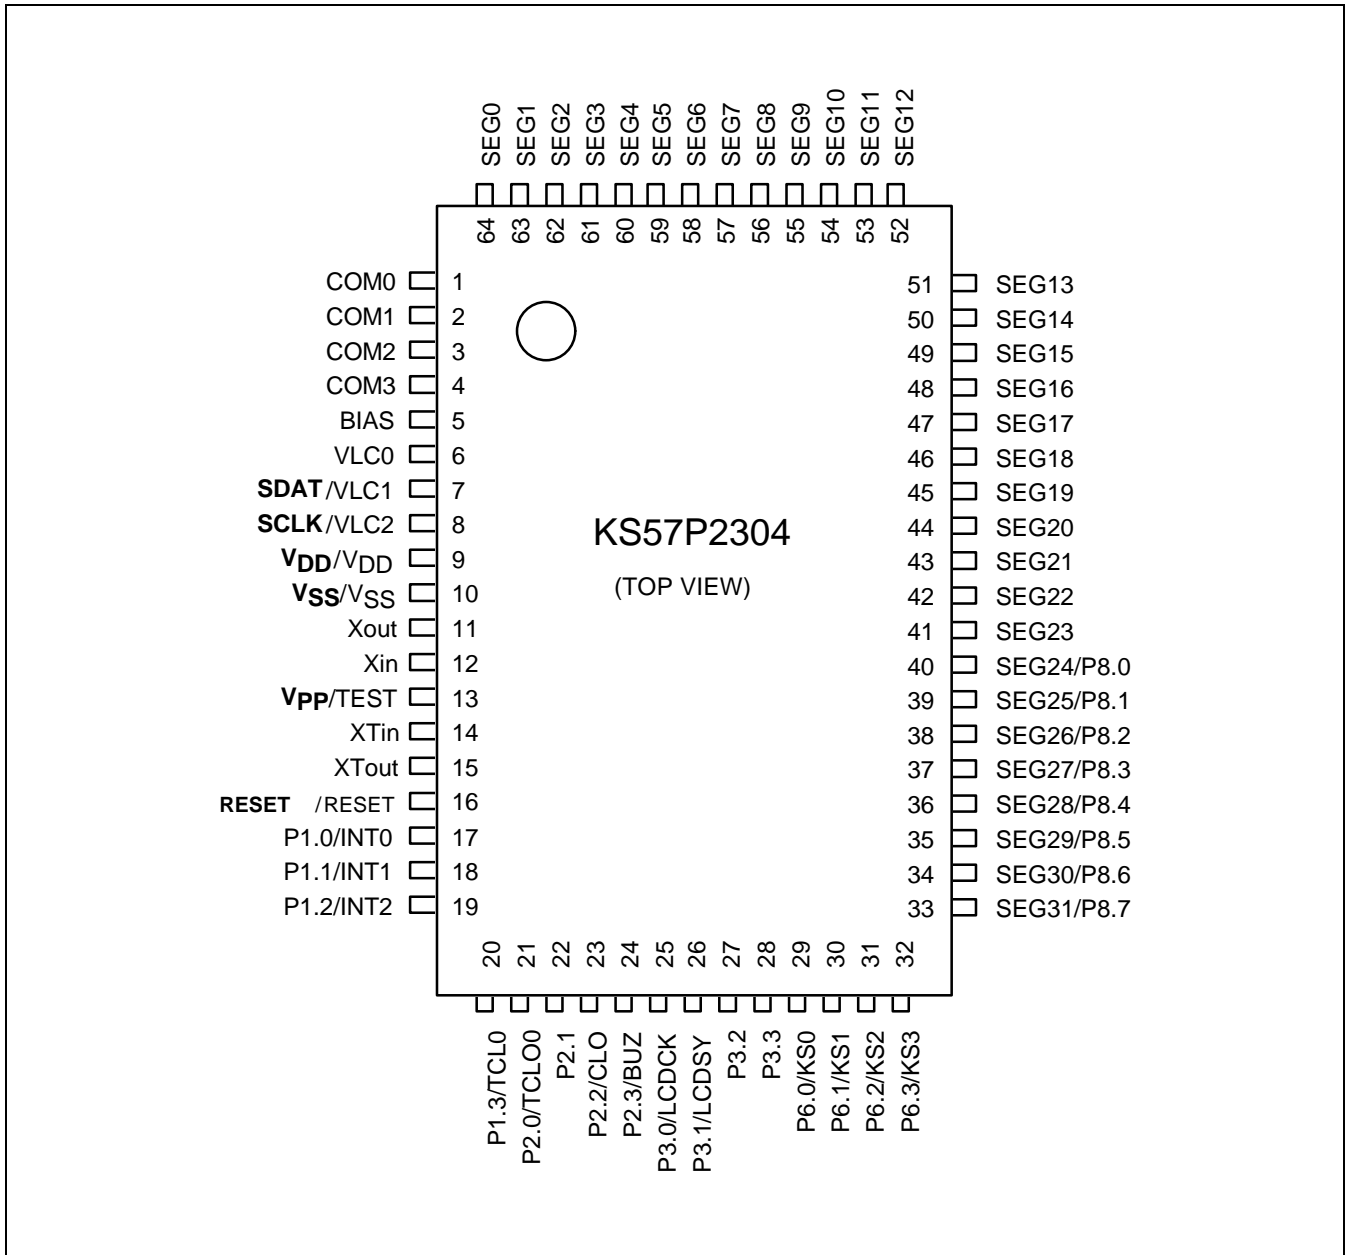 SEG0
SEG1
SEG2
SEG3
SEG4
SEG5
SEG6
SEG7
SEG8
SEG9
SEG10
SEG11
SEG12
64
63
62
61
60
59
58
57
56
55
54
53
52
COM0 1
COM1 2
COM2 3
COM3 4
BIAS 5
VLC0 6
SDAT/VLC1 7
SCLK/VLC2 8
VDD/VDD 9
VSS/VSS 10
Xout 11
Xin 12
VPP/TEST 13
XTin 14
XTout 15
RESET /RESET 16
P1.0/INT0 17
P1.1/INT1 18
P1.2/INT2 19
KS57P2304
(TOP VIEW)
51 SEG13
50 SEG14
49 SEG15
48 SEG16
47 SEG17
46 SEG18
45 SEG19
44 SEG20
43 SEG21
42 SEG22
41 SEG23
40 SEG24/P8.0
39 SEG25/P8.1
38 SEG26/P8.2
37 SEG27/P8.3
36 SEG28/P8.4
35 SEG29/P8.5
34 SEG30/P8.6
33 SEG31/P8.7
20
21
22
23
24
25
26
27
28
29
30
31
32
P1.3/TCL0
P2.0/TCLO0
P2.1
P2.2/CLO
P2.3/BUZ
P3.0/LCDCK
P3.1/LCDSY
P3.2
P3.3
P6.0/KS0
P6.1/KS1
P6.2/KS2
P6.3/KS3